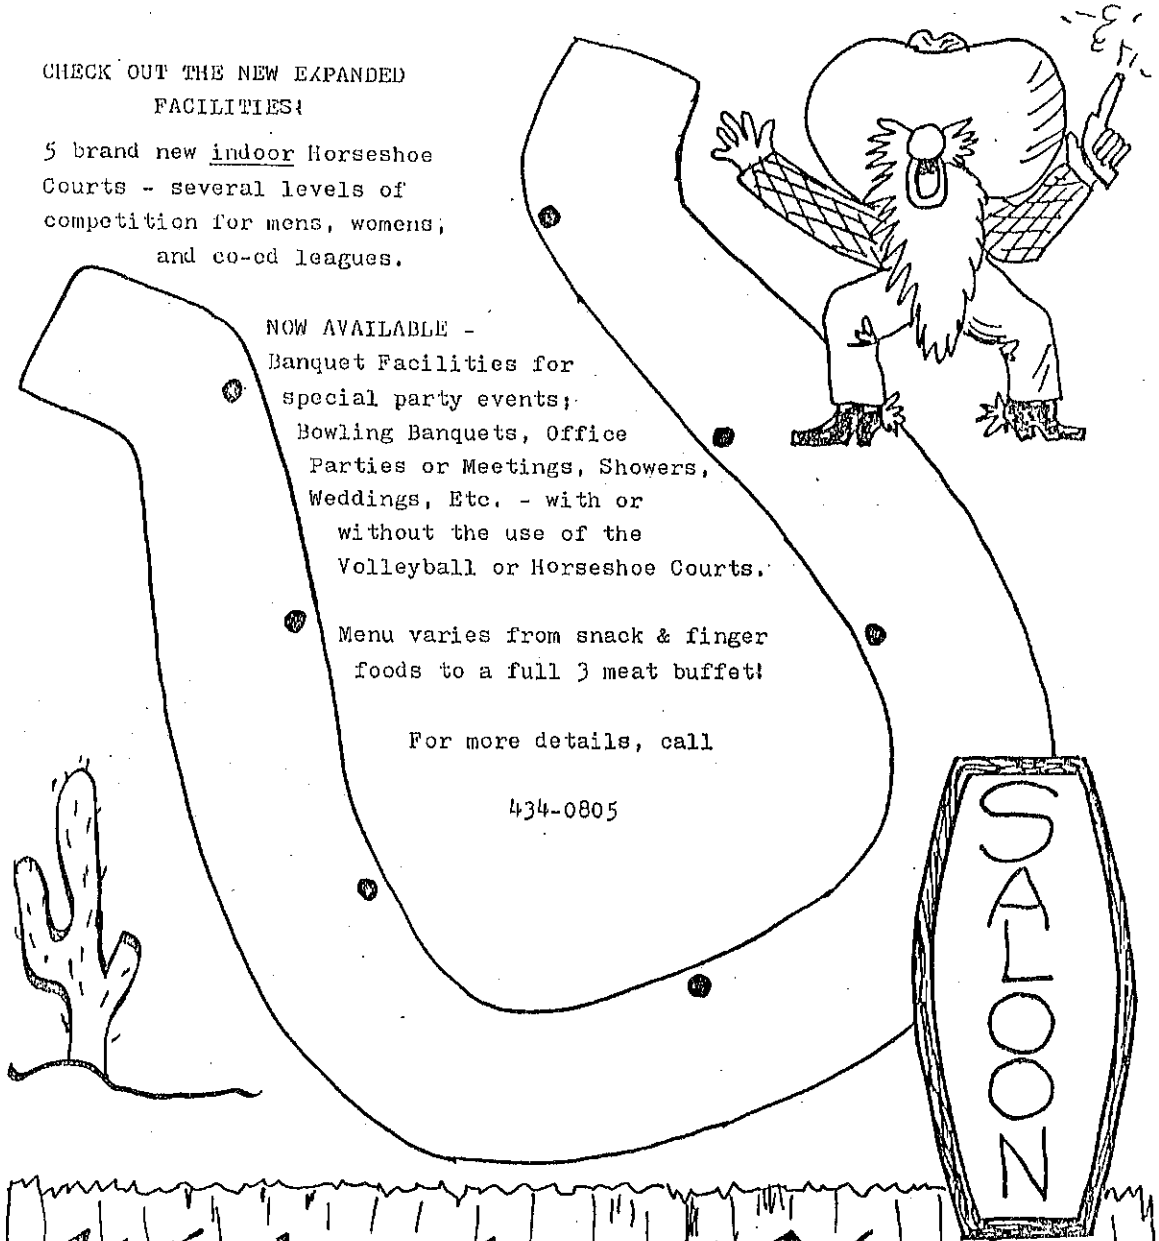 CHECK OUT THE NEW EXPANDED
FACILITIES!
5 brand new indoor Horseshoe
Courts - several levels of
competition for mens, womens,
and co-ed leagues.
NOW AVAILABLE -
Banquet Facilities for
special party events;
Bowling Banquets, Office
Parties or Meetings, Showers,
Weddings, Etc. - with or
without the use of the
Volleyball or Horseshoe Courts.
Menu varies from snack & finger
foods to a full 3 meat buffet!
For more details, call
434-0805
SALOON